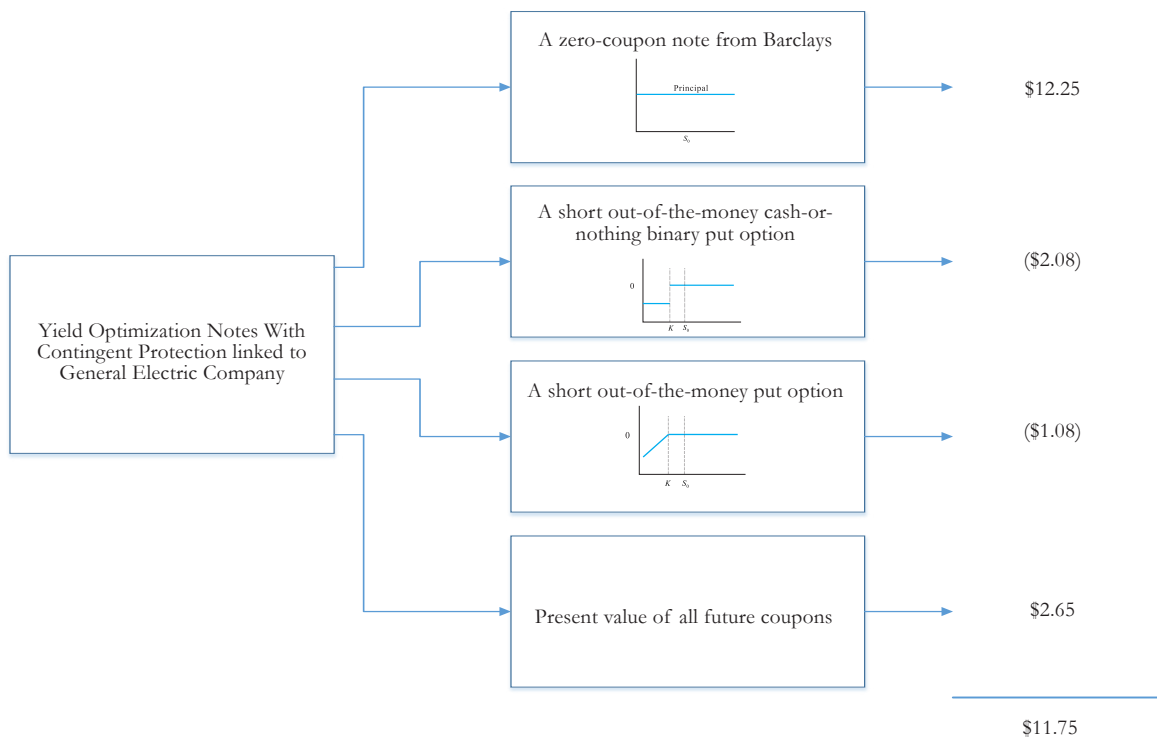 A zero-coupon note from Barclays
Principal
S0
$12.25
A short out-of-the-money cash-or-
nothing binary put option
0
K S0
($2.08)
Yield Optimization Notes With
Contingent Protection linked to
General Electric Company
A short out-of-the-money put option
0
K S0
($1.08)
Present value of all future coupons
$2.65
$11.75